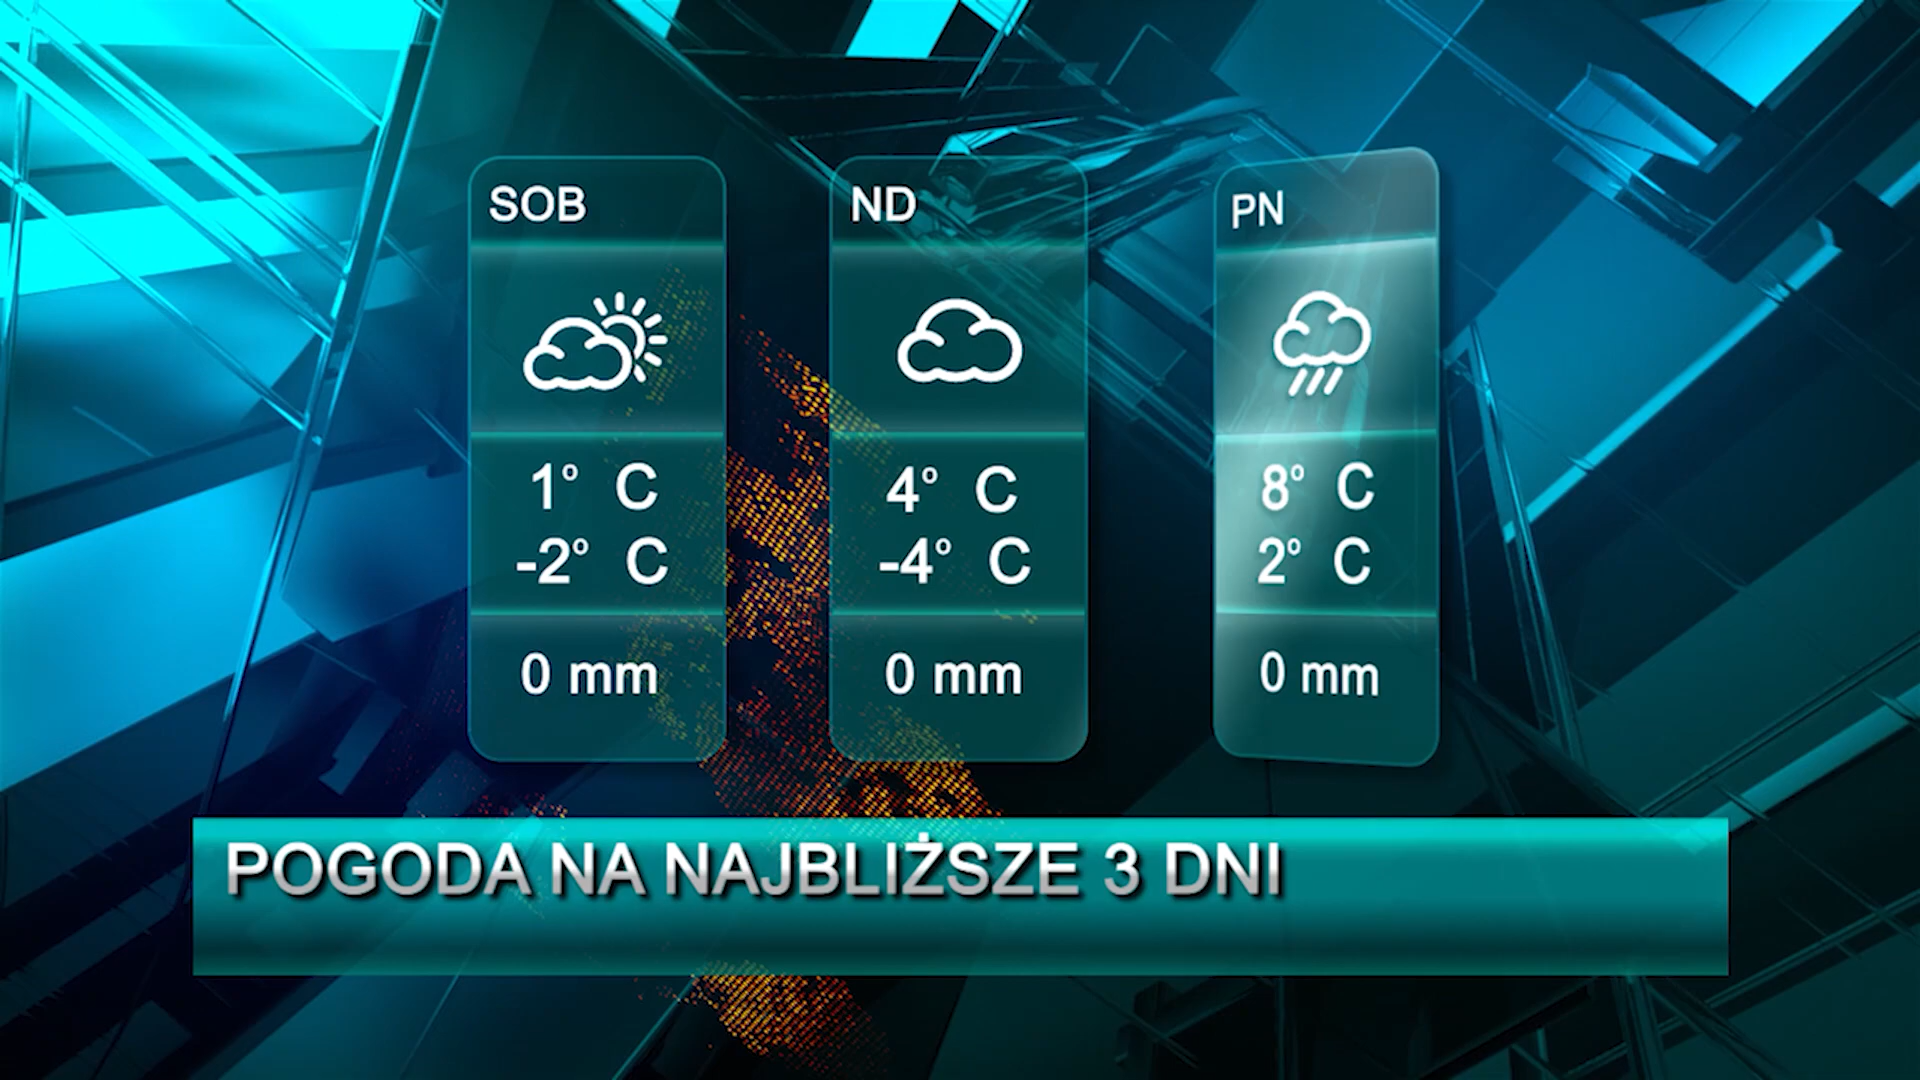 SOB
1° C
-2° C
0 mm
ND
4° C
-4° C
0 mm
PN
8° C
2° C
0 mm
POGODA NA NAJBLIŻSZE 3 DNI